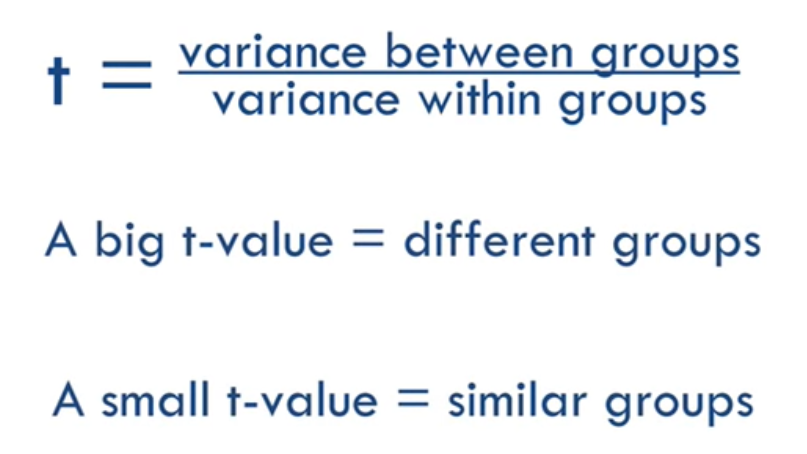 t = variance between groups
variance within groups
A big t-value = different groups
A small t-value = similar groups